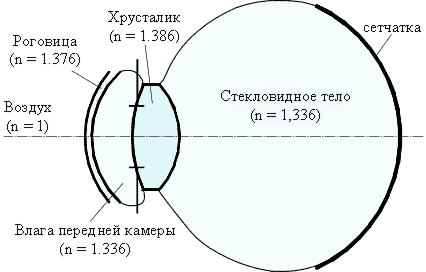 Хрусталик
(n = 1.386)
сетчатка
Роговица
(n = 1.376)
Воздух
(n = 1)
Стекловидное тело
(n = 1,336)
Влага передней камеры
(n = 1.336)